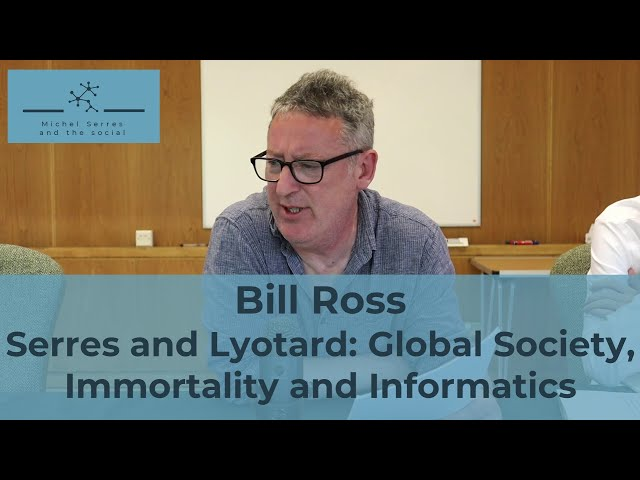 Michel Serres
and the social
Bill Ross
Serres and Lyotard: Global Society,
Immortality and Informatics